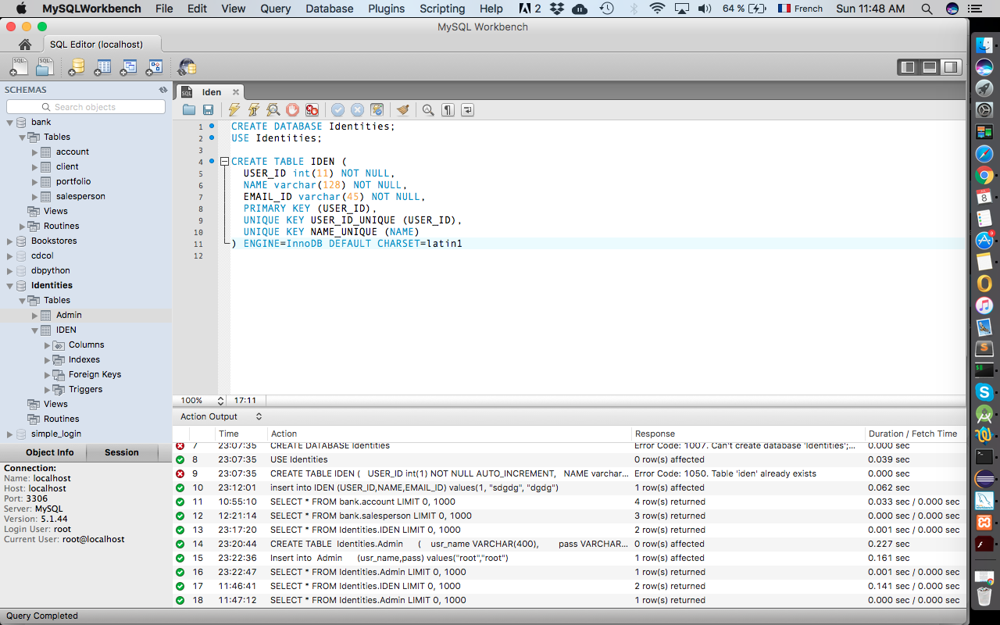 MySQLWorkbench File Edit View Query Database Plugins Scripting Help 2 64 % French Sun 11:48 AM
MySQL Workbench
SQL Editor (localhost)
SCHEMAS
Search objects
bank
Tables
account
client
portfolio
salesperson
Views
Routines
Bookstores
cdcol
dbpython
Identities
Tables
Admin
IDEN
Columns
Indexes
Foreign Keys
Triggers
Views
Routines
simple_login
Object Info Session
Connection:
Name: localhost
Host: localhost
Port: 3306
Server: MySQL
Version: 5.1.44
Login User: root
Current User: root@localhost
Iden
1 CREATE DATABASE Identities;
2 USE Identities;
3
4 CREATE TABLE IDEN (
5 USER_ID int(11) NOT NULL,
6 NAME varchar(128) NOT NULL,
7 EMAIL_ID varchar(45) NOT NULL,
8 PRIMARY KEY (USER_ID),
9 UNIQUE KEY USER_ID_UNIQUE (USER_ID),
10 UNIQUE KEY NAME_UNIQUE (NAME)
11 ) ENGINE=InnoDB DEFAULT CHARSET=latin1
12
100% 17:11
Action Output
Time Action Response Duration / Fetch Time
7 23:07:35 CREATE DATABASE Identities Error Code: 1007. Can't create database 'Identities';... 0.000 sec
8 23:07:35 USE Identities 0 row(s) affected 0.039 sec
9 23:07:35 CREATE TABLE IDEN ( USER_ID int(1) NOT NULL AUTO_INCREMENT, NAME varchar... Error Code: 1050. Table 'iden' already exists 0.000 sec
10 23:12:01 insert into IDEN (USER_ID,NAME,EMAIL_ID) values(1, "sdgdg", "dgdg") 1 row(s) affected 0.062 sec
11 10:55:10 SELECT * FROM bank.account LIMIT 0, 1000 4 row(s) returned 0.033 sec / 0.000 sec
12 12:21:14 SELECT * FROM bank.salesperson LIMIT 0, 1000 3 row(s) returned 0.000 sec / 0.000 sec
13 23:17:20 SELECT * FROM Identities.IDEN LIMIT 0, 1000 2 row(s) returned 0.001 sec / 0.000 sec
14 23:20:44 CREATE TABLE Identities.Admin ( usr_name VARCHAR(400), pass VARCHAR... 0 row(s) affected 0.227 sec
15 23:22:36 Insert into Admin (usr_name,pass) values("root","root") 1 row(s) affected 0.161 sec
16 23:22:47 SELECT * FROM Identities.Admin LIMIT 0, 1000 1 row(s) returned 0.001 sec / 0.000 sec
17 11:46:41 SELECT * FROM Identities.IDEN LIMIT 0, 1000 2 row(s) returned 0.141 sec / 0.000 sec
18 11:47:12 SELECT * FROM Identities.Admin LIMIT 0, 1000 1 row(s) returned 0.000 sec / 0.000 sec
Query Completed